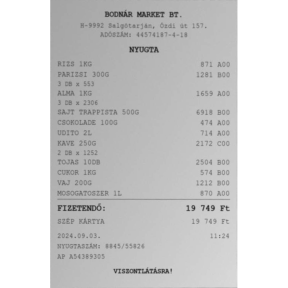 BODNÁR MARKET BT.
H-9992 Salgótarján, Ördi út 157.
ADÓSZÁM: 44574187-4-18
NYUGTA
RIZS 1KG 871 A00
PARIZSI 300G 1281 B00
3 DB x 553
ALMA 1KG 1659 A00
3 DB x 2306
SAJT TRAPPISTA 500G 6918 B00
CSOKOLADE 100G 474 A00
UDITO 2L 714 A00
KAVE 250G 2172 C00
2 DB x 1252
TOJAS 10DB 2504 B00
CUKOR 1KG 574 B00
VAJ 200G 1212 B00
MOSOGATOSZER 1L 870 A00
FIZETENDŐ: 19 749 Ft
SZÉP KÁRTYA 19 749 Ft
2024.09.03. 11:24
NYUGTASZÁM: 8845/55826
AP A54389305
VISZONTLÁTÁSRA!